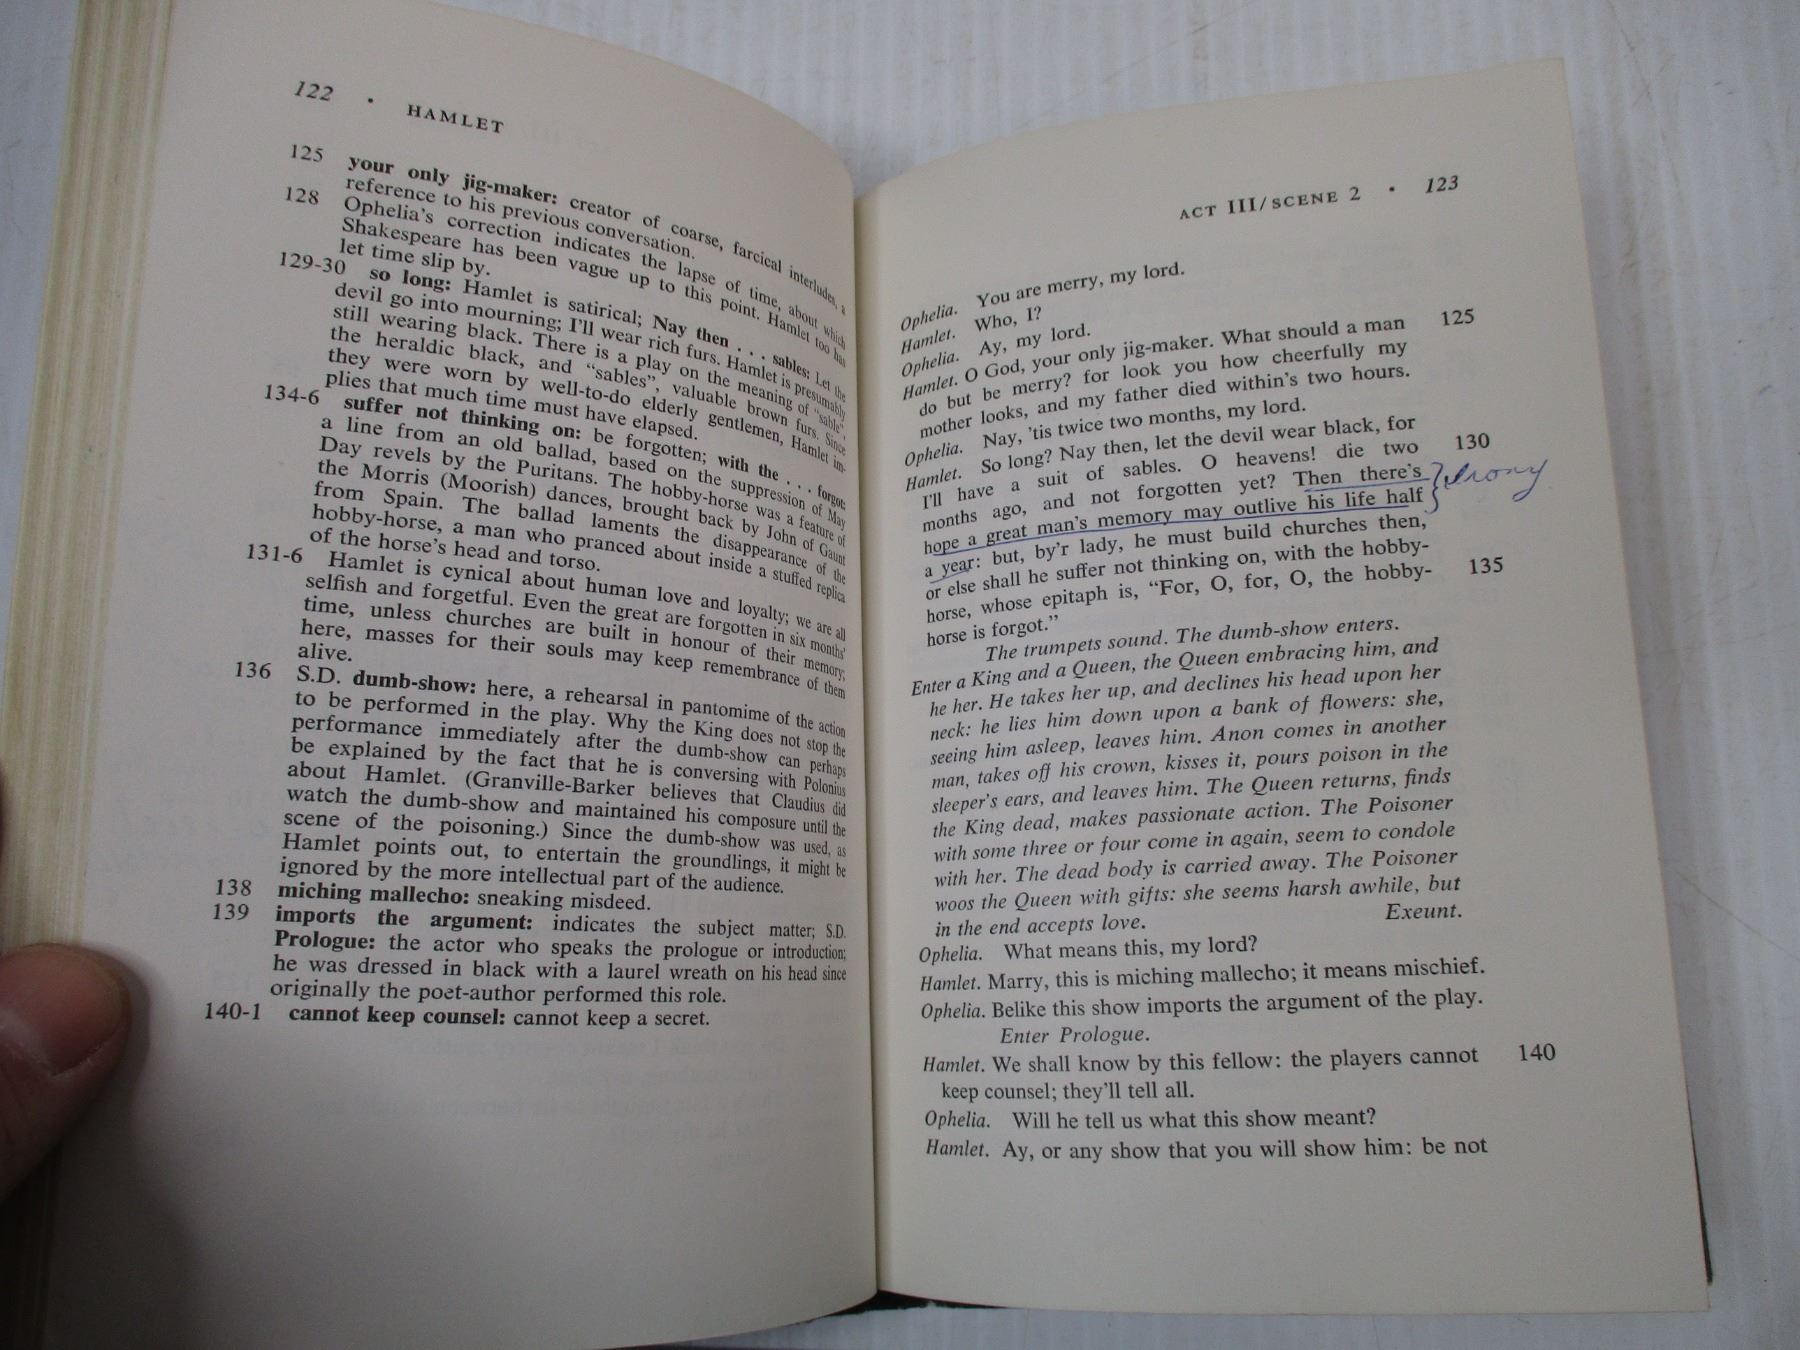 122 • HAMLET
125 your only jig-maker: creator of coarse, farcical interludes, a
reference to his previous conversation.
128 Ophelia's correction indicates the lapse of time, about which
Shakespeare has been vague up to this point. Hamlet too has
let time slip by.
129-30 so long: Hamlet is satirical; Nay then . . . sables: Let the
devil go into mourning; I'll wear rich furs. Hamlet is presumably
still wearing black. There is a play on the meaning of "sable",
the heraldic black, and "sables", valuable brown furs. Since
they were worn by well-to-do elderly gentlemen, Hamlet im-
plies that much time must have elapsed.
134-6 suffer not thinking on: be forgotten; with the . . . forgot:
a line from an old ballad, based on the suppression of May
Day revels by the Puritans. The hobby-horse was a feature of
the Morris (Moorish) dances, brought back by John of Gaunt
from Spain. The ballad laments the disappearance of the
hobby-horse, a man who pranced about inside a stuffed replica
of the horse's head and torso.
131-6 Hamlet is cynical about human love and loyalty; we are all
selfish and forgetful. Even the great are forgotten in six months'
time, unless churches are built in honour of their memory;
here, masses for their souls may keep remembrance of them
alive.
136 S.D. dumb-show: here, a rehearsal in pantomime of the action
to be performed in the play. Why the King does not stop the
performance immediately after the dumb-show can perhaps
be explained by the fact that he is conversing with Polonius
about Hamlet. (Granville-Barker believes that Claudius did
watch the dumb-show and maintained his composure until the
scene of the poisoning.) Since the dumb-show was used, as
Hamlet points out, to entertain the groundlings, it might be
ignored by the more intellectual part of the audience.
138 miching mallecho: sneaking misdeed.
139 imports the argument: indicates the subject matter; S.D.
Prologue: the actor who speaks the prologue or introduction;
he was dressed in black with a laurel wreath on his head since
originally the poet-author performed this role.
140-1 cannot keep counsel: cannot keep a secret.
ACT III/SCENE 2 • 123
Ophelia. You are merry, my lord.
Hamlet. Who, I?
Ophelia. Ay, my lord.
Hamlet. O God, your only jig-maker. What should a man 125
do but be merry? for look you how cheerfully my
mother looks, and my father died within's two hours.
Ophelia. Nay, 'tis twice two months, my lord.
Hamlet. So long? Nay then, let the devil wear black, for
I'll have a suit of sables. O heavens! die two 130
months ago, and not forgotten yet? Then there's irony
hope a great man's memory may outlive his life half
a year: but, by'r lady, he must build churches then,
or else shall he suffer not thinking on, with the hobby-
horse, whose epitaph is, "For, O, for, O, the hobby- 135
horse is forgot."
The trumpets sound. The dumb-show enters.
Enter a King and a Queen, the Queen embracing him, and
he her. He takes her up, and declines his head upon her
neck: he lies him down upon a bank of flowers: she,
seeing him asleep, leaves him. Anon comes in another
man, takes off his crown, kisses it, pours poison in the
sleeper's ears, and leaves him. The Queen returns, finds
the King dead, makes passionate action. The Poisoner
with some three or four come in again, seem to condole
with her. The dead body is carried away. The Poisoner
woos the Queen with gifts: she seems harsh awhile, but
in the end accepts love. Exeunt.
Ophelia. What means this, my lord?
Hamlet. Marry, this is miching mallecho; it means mischief.
Ophelia. Belike this show imports the argument of the play.
Enter Prologue.
Hamlet. We shall know by this fellow: the players cannot 140
keep counsel; they'll tell all.
Ophelia. Will he tell us what this show meant?
Hamlet. Ay, or any show that you will show him: be not